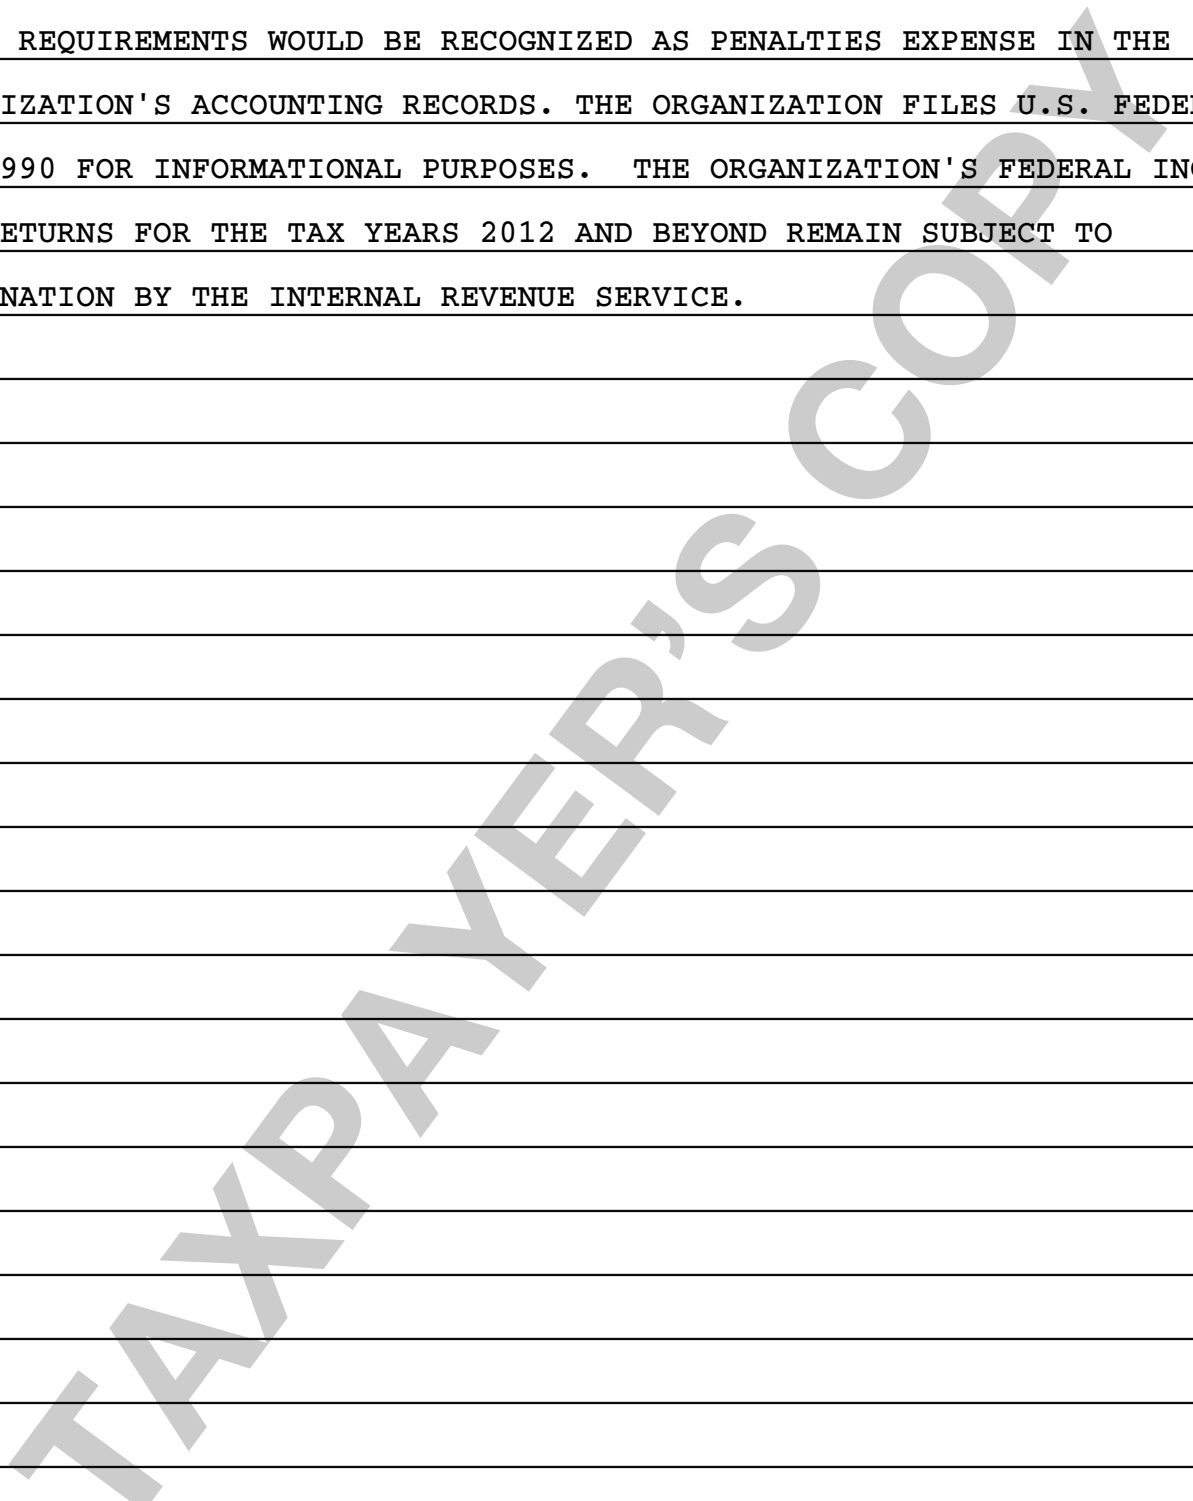 REQUIREMENTS WOULD BE RECOGNIZED AS PENALTIES EXPENSE IN THE
IZATION'S ACCOUNTING RECORDS. THE ORGANIZATION FILES U.S. FEDE
990 FOR INFORMATIONAL PURPOSES. THE ORGANIZATION'S FEDERAL IN
ETURNS FOR THE TAX YEARS 2012 AND BEYOND REMAIN SUBJECT TO
NATION BY THE INTERNAL REVENUE SERVICE.
TAXPAYER’S COPY